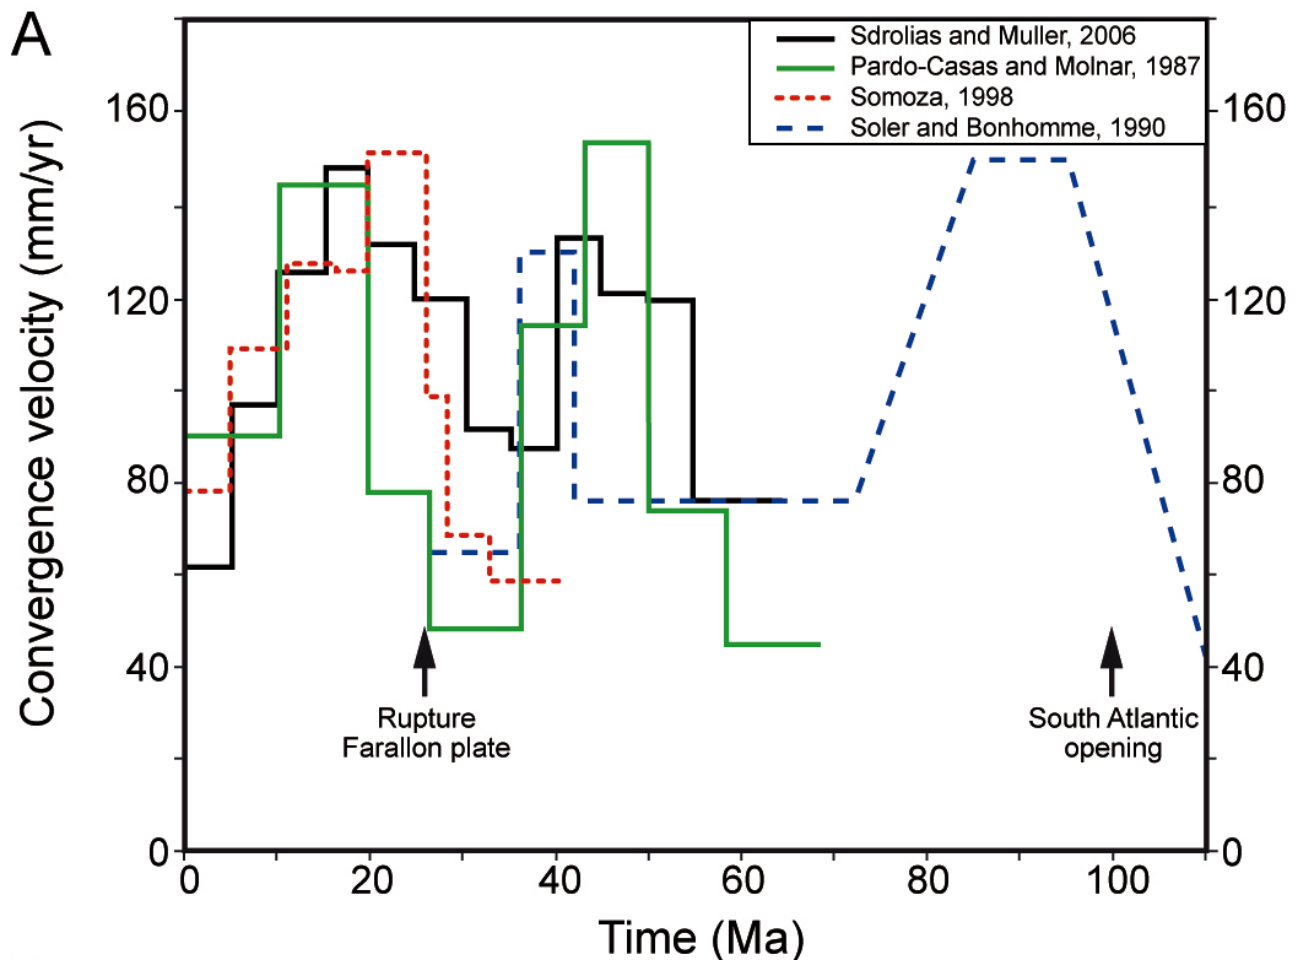 A
Sdrolias and Muller, 2006
Pardo-Casas and Molnar, 1987
Somoza, 1998
Soler and Bonhomme, 1990
Convergence velocity (mm/yr)
160
120
80
40
0
160
120
80
40
0
Rupture
Farallon plate
South Atlantic
opening
0 20 40 60 80 100
Time (Ma)